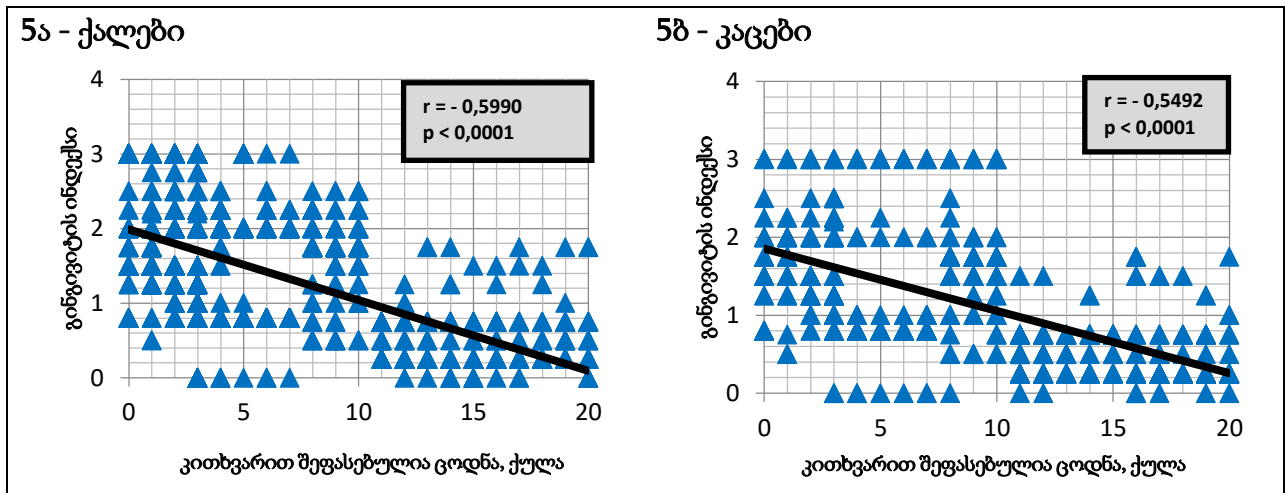 5ა - ქალები
r = - 0,5990
p < 0,0001
გინგივიტის ინდექსი
4
3
2
1
0
0 5 10 15 20
კითხვარით შეფასებულია ცოდნა, ქულა
5ბ - კაცები
r = -0,5492
p < 0,0001
გინგივიტის ინდექსი
4
3
2
1
0
0 5 10 15 20
კითხვარით შეფასებულია ცოდნა, ქულა